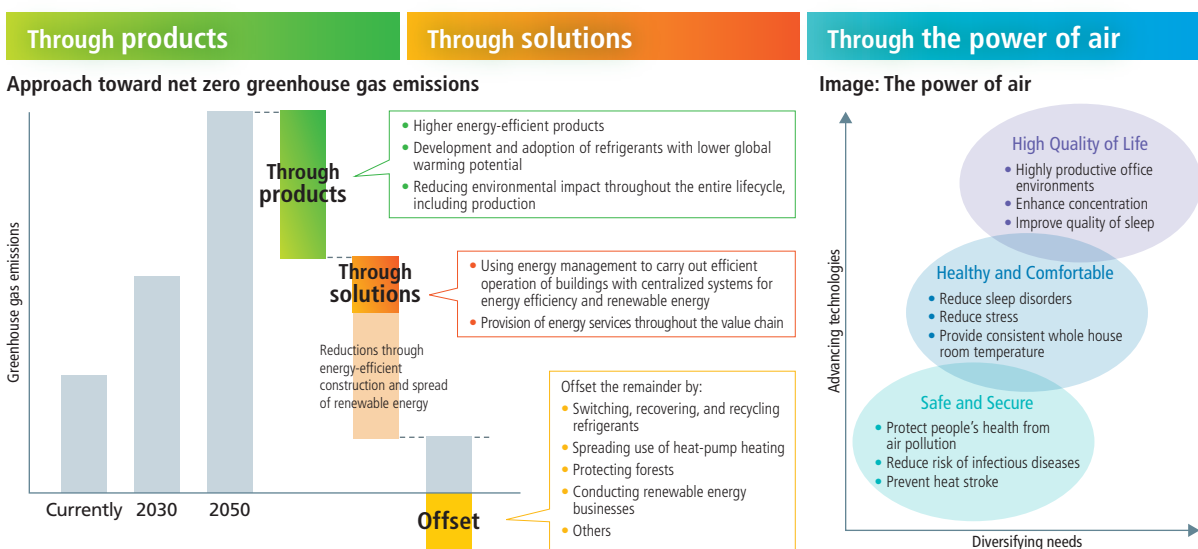 Through products
Through solutions
Through the power of air
Approach toward net zero greenhouse gas emissions
Greenhouse gas emissions
Currently
2030
2050
Through
products
• Higher energy-efficient products
• Development and adoption of refrigerants with lower global
warming potential
• Reducing environmental impact throughout the entire lifecycle,
including production
Through
solutions
• Using energy management to carry out efficient
operation of buildings with centralized systems for
energy efficiency and renewable energy
• Provision of energy services throughout the value chain
Reductions through
energy-efficient
construction and spread
of renewable energy
Offset
Offset the remainder by:
• Switching, recovering, and recycling
refrigerants
• Spreading use of heat-pump heating
• Protecting forests
• Conducting renewable energy
businesses
• Others
Image: The power of air
Advancing technologies
High Quality of Life
• Highly productive office
environments
• Enhance concentration
• Improve quality of sleep
Healthy and Comfortable
• Reduce sleep disorders
• Reduce stress
• Provide consistent whole house
room temperature
Safe and Secure
• Protect people's health from
air pollution
• Reduce risk of infectious diseases
• Prevent heat stroke
Diversifying needs